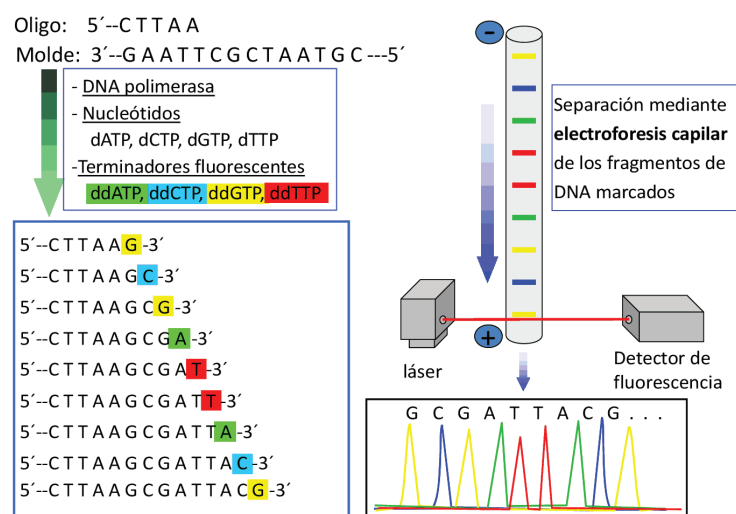 Oligo: 5´--C T T A A
Molde: 3´--G A A T T C G C T A A T G C ---5´
- DNA polimerasa
- Nucleótidos
dATP, dCTP, dGTP, dTTP
-Terminadores fluorescentes
ddATP, ddCTP, ddGTP, ddTTP
5´--C T T A A G -3´
5´--C T T A A G C -3´
5´--C T T A A G C G -3´
5´--C T T A A G C G A -3´
5´--C T T A A G C G A T -3´
5´--C T T A A G C G A T T -3´
5´--C T T A A G C G A T T A -3´
5´--C T T A A G C G A T T A C -3´
5´--C T T A A G C G A T T A C G -3´
-
Separación mediante
electroforesis capilar
de los fragmentos de
DNA marcados
+
láser
Detector de
fluorescencia
G C G A T T A C G . . .